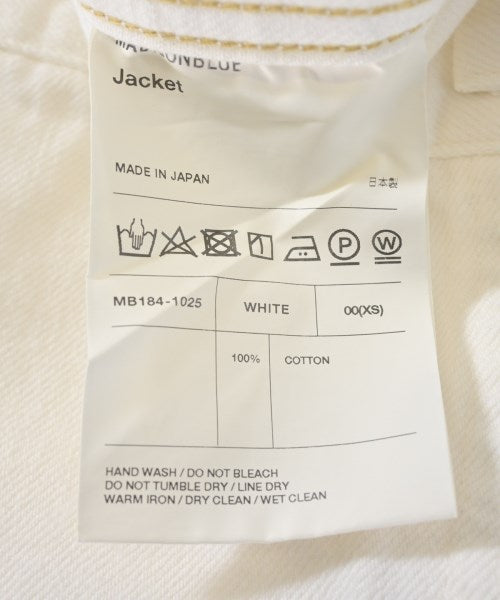 MADISONBLUE
Jacket
MADE IN JAPAN
日本製
P W
MB184-1025 WHITE 00(XS)
100% COTTON
HAND WASH / DO NOT BLEACH
DO NOT TUMBLE DRY / LINE DRY
WARM IRON / DRY CLEAN / WET CLEAN